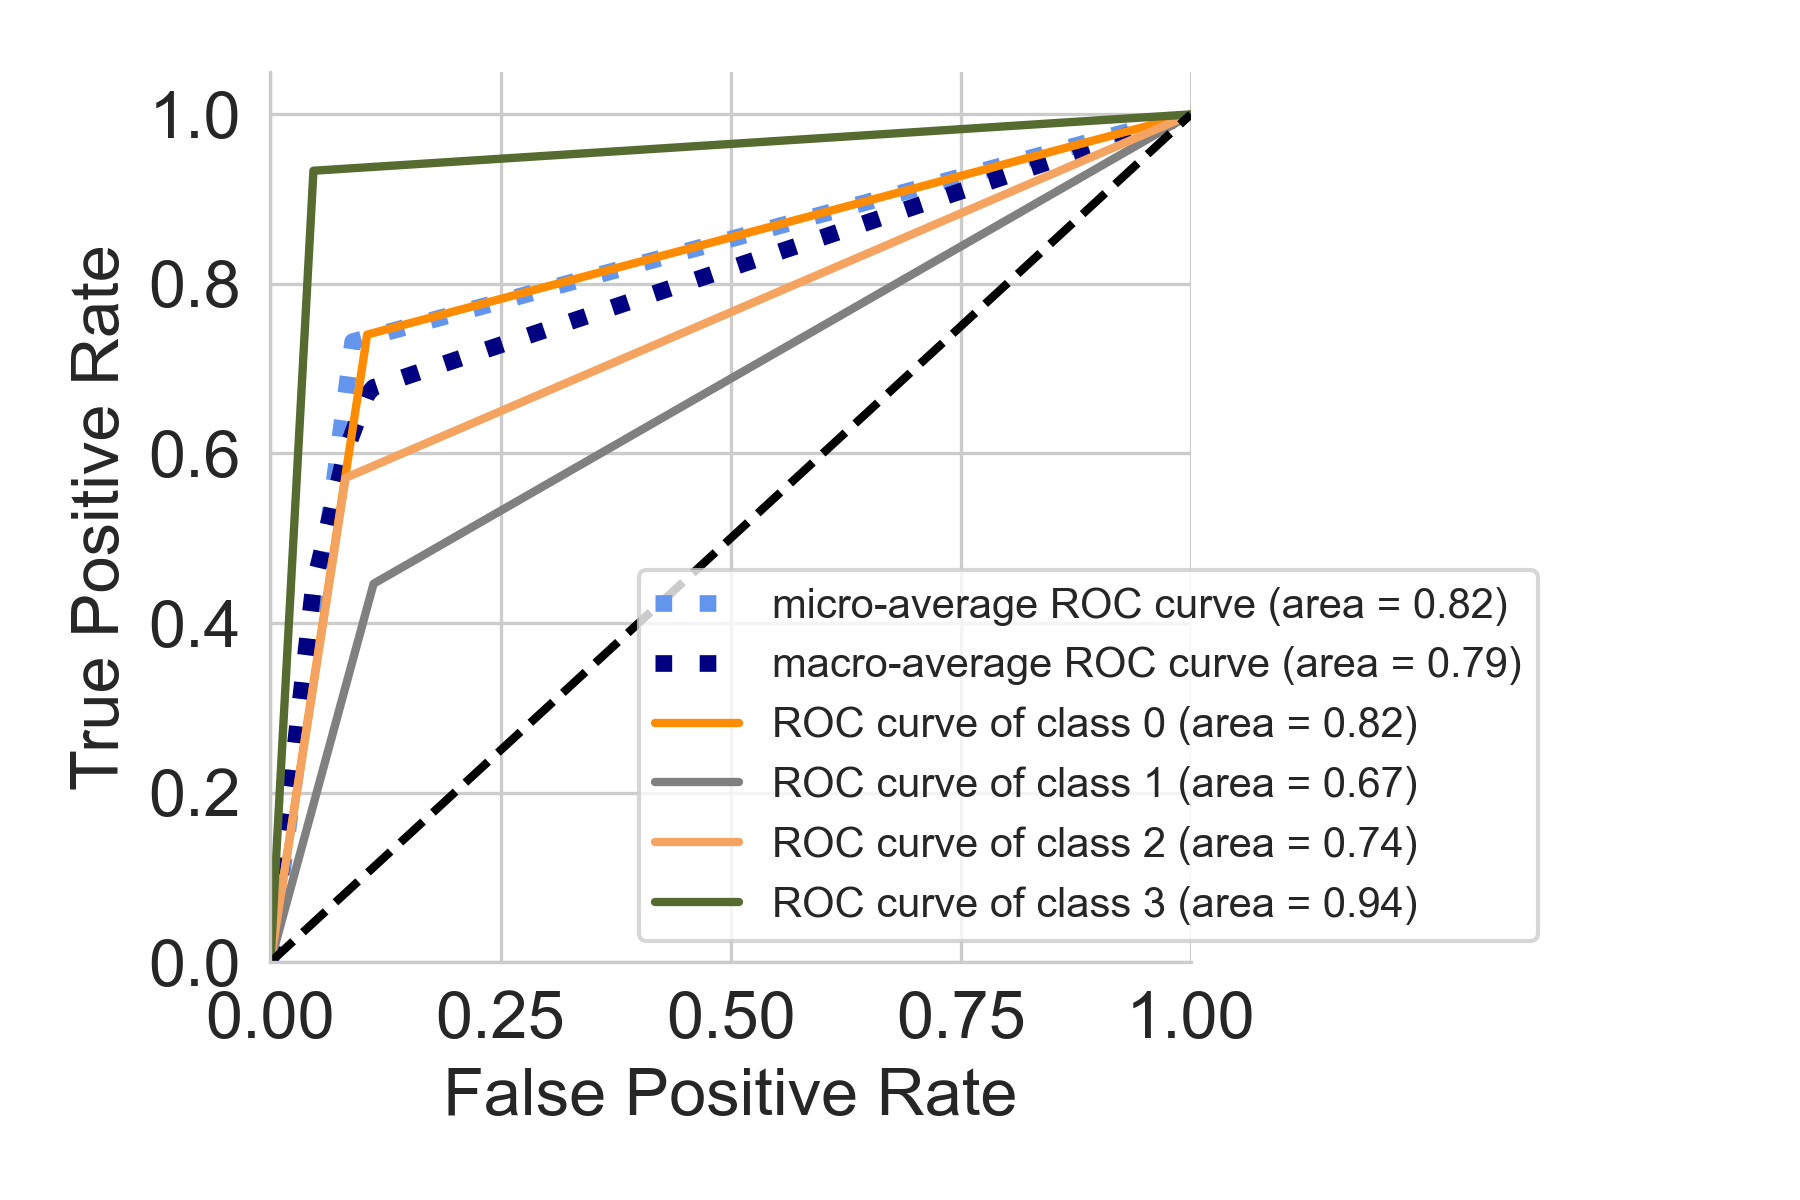 True Positive Rate
1.0
0.8
0.6
0.4
0.2
0.0
micro-average ROC curve (area = 0.82)
macro-average ROC curve (area = 0.79)
ROC curve of class 0 (area = 0.82)
ROC curve of class 1 (area = 0.67)
ROC curve of class 2 (area = 0.74)
ROC curve of class 3 (area = 0.94)
0.00 0.25 0.50 0.75 1.00
False Positive Rate